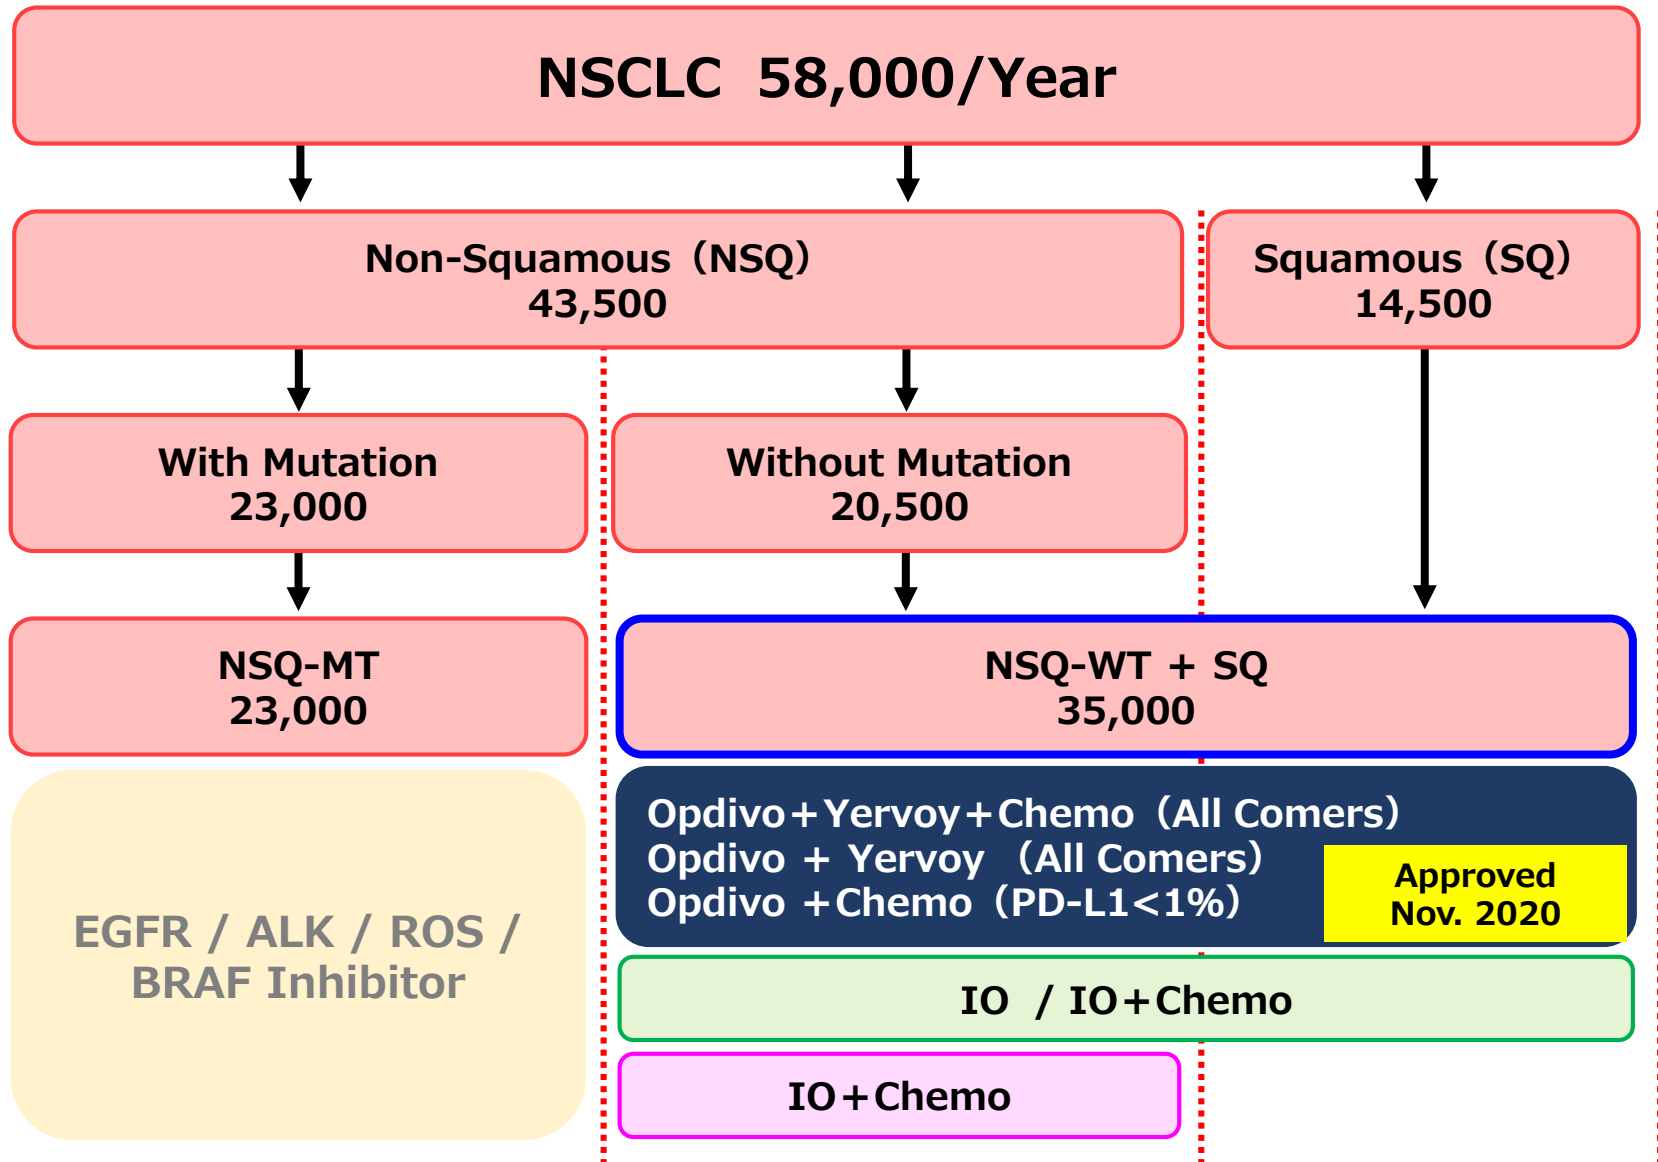 NSCLC 58,000/Year
Non-Squamous（NSQ）
43,500
Squamous（SQ）
14,500
With Mutation
23,000
Without Mutation
20,500
NSQ-MT
23,000
NSQ-WT + SQ
35,000
Opdivo＋Yervoy+Chemo（All Comers）
Opdivo + Yervoy （All Comers）
Opdivo +Chemo（PD-L1<1%）
Approved
Nov. 2020
EGFR / ALK / ROS /
BRAF Inhibitor
IO / IO＋Chemo
IO＋Chemo